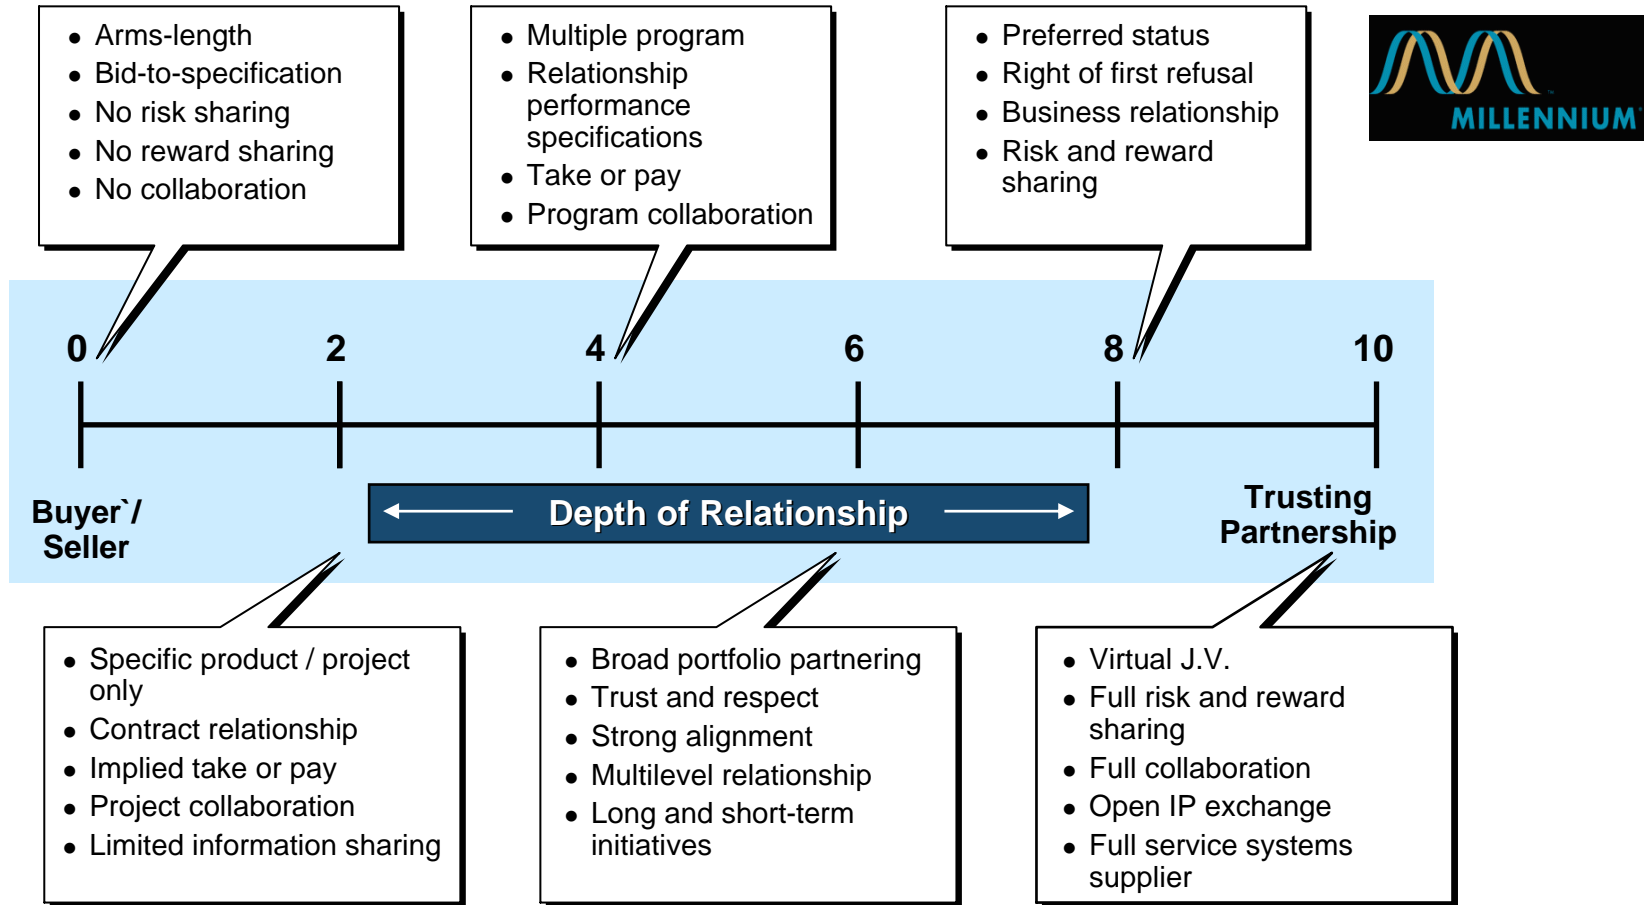 • Arms-length
• Bid-to-specification
• No risk sharing
• No reward sharing
• No collaboration
• Multiple program
• Relationship
performance
specifications
• Take or pay
• Program collaboration
• Preferred status
• Right of first refusal
• Business relationship
• Risk and reward
sharing
MILLENNIUM
0 2 4 6 8 10
Buyer`/
Seller
Depth of Relationship
Trusting
Partnership
• Specific product / project
only
• Contract relationship
• Implied take or pay
• Project collaboration
• Limited information sharing
• Broad portfolio partnering
• Trust and respect
• Strong alignment
• Multilevel relationship
• Long and short-term
initiatives
• Virtual J.V.
• Full risk and reward
sharing
• Full collaboration
• Open IP exchange
• Full service systems
supplier